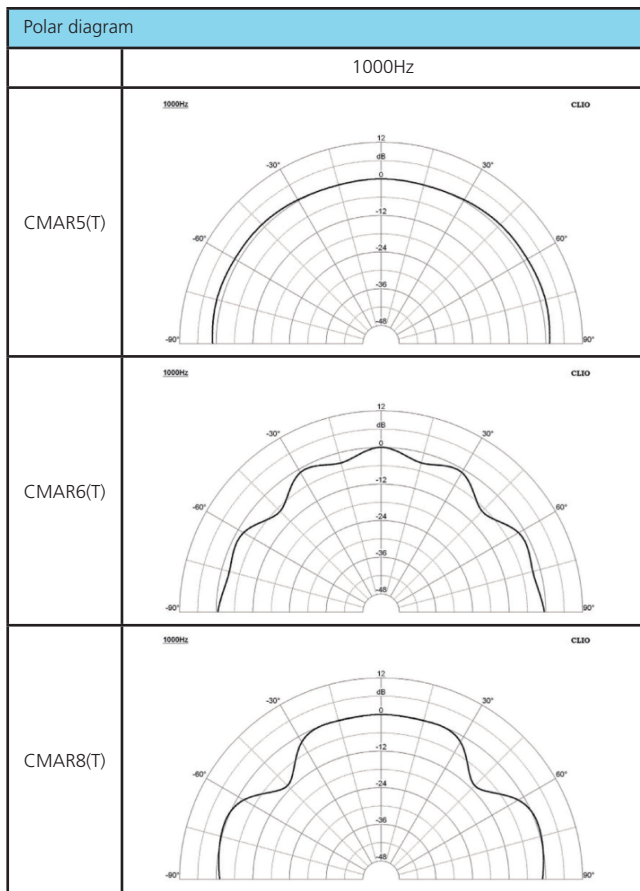 Polar diagram
1000Hz
CMAR5(T)
1000Hz CLIO
12
dB
-30° 0 30°
-12
-60° -24 60°
-36
-48
-90° 90°
CMAR6(T)
1000Hz CLIO
12
dB
-30° 0 30°
-12
-60° -24 60°
-36
-48
-90° 90°
CMAR8(T)
1000Hz CLIO
12
dB
-30° 0 30°
-12
-60° -24 60°
-36
-48
-90° 90°